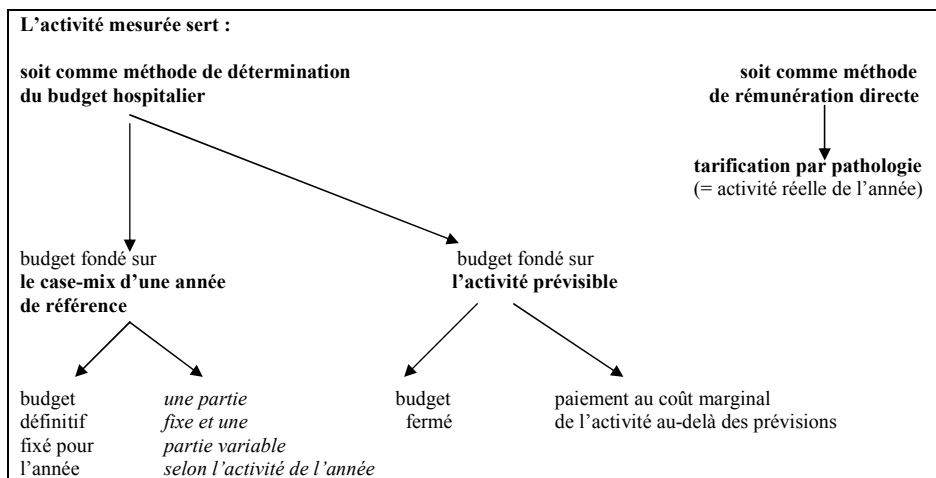 L’activité mesurée sert :
soit comme méthode de détermination
du budget hospitalier
soit comme méthode
de rémunération directe
tarification par pathologie
(= activité réelle de l’année)
budget fondé sur
le case-mix d’une année
de référence
budget fondé sur
l’activité prévisible
budget
définitif
fixé pour
l’année
une partie
fixe et une
partie variable
selon l’activité de l’année
budget
fermé
paiement au coût marginal
de l’activité au-delà des prévisions